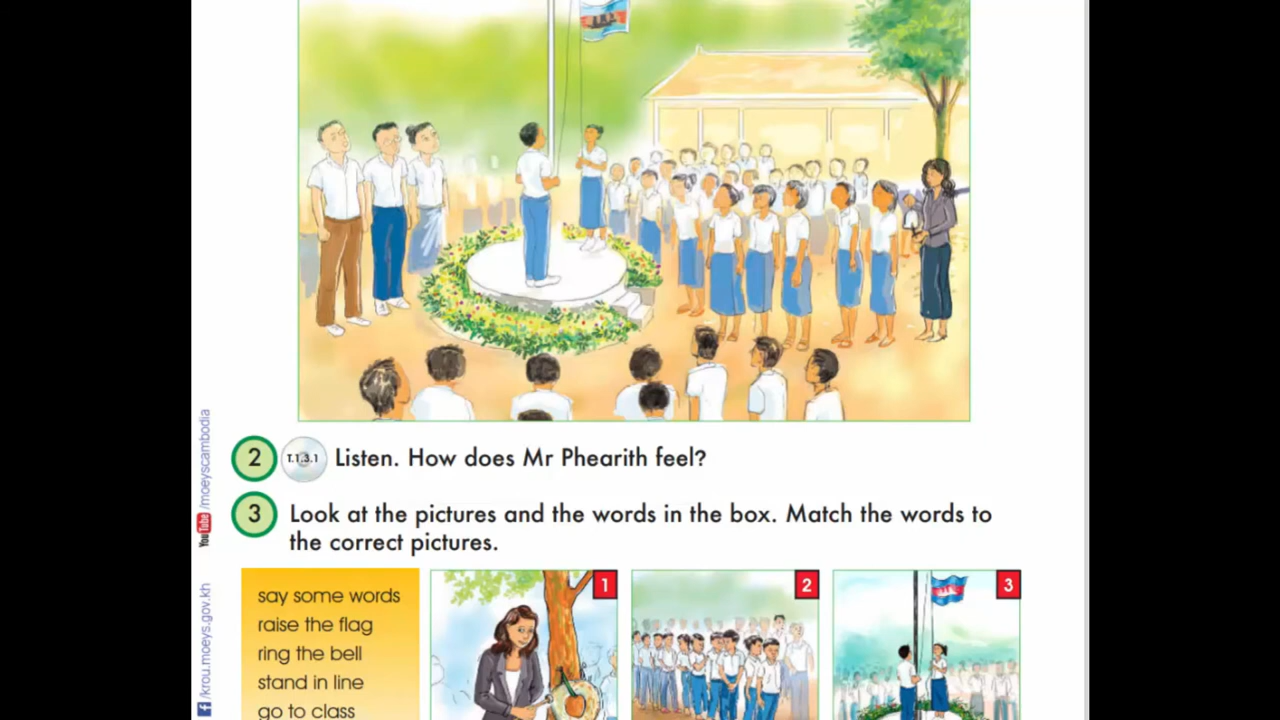 2
T.1.3.1
Listen. How does Mr Phearith feel?
3
Look at the pictures and the words in the box. Match the words to
the correct pictures.
say some words
raise the flag
ring the bell
stand in line
go to class
1
2
3
YouTube /moeyscambodia
f /krou.moeys.gov.kh